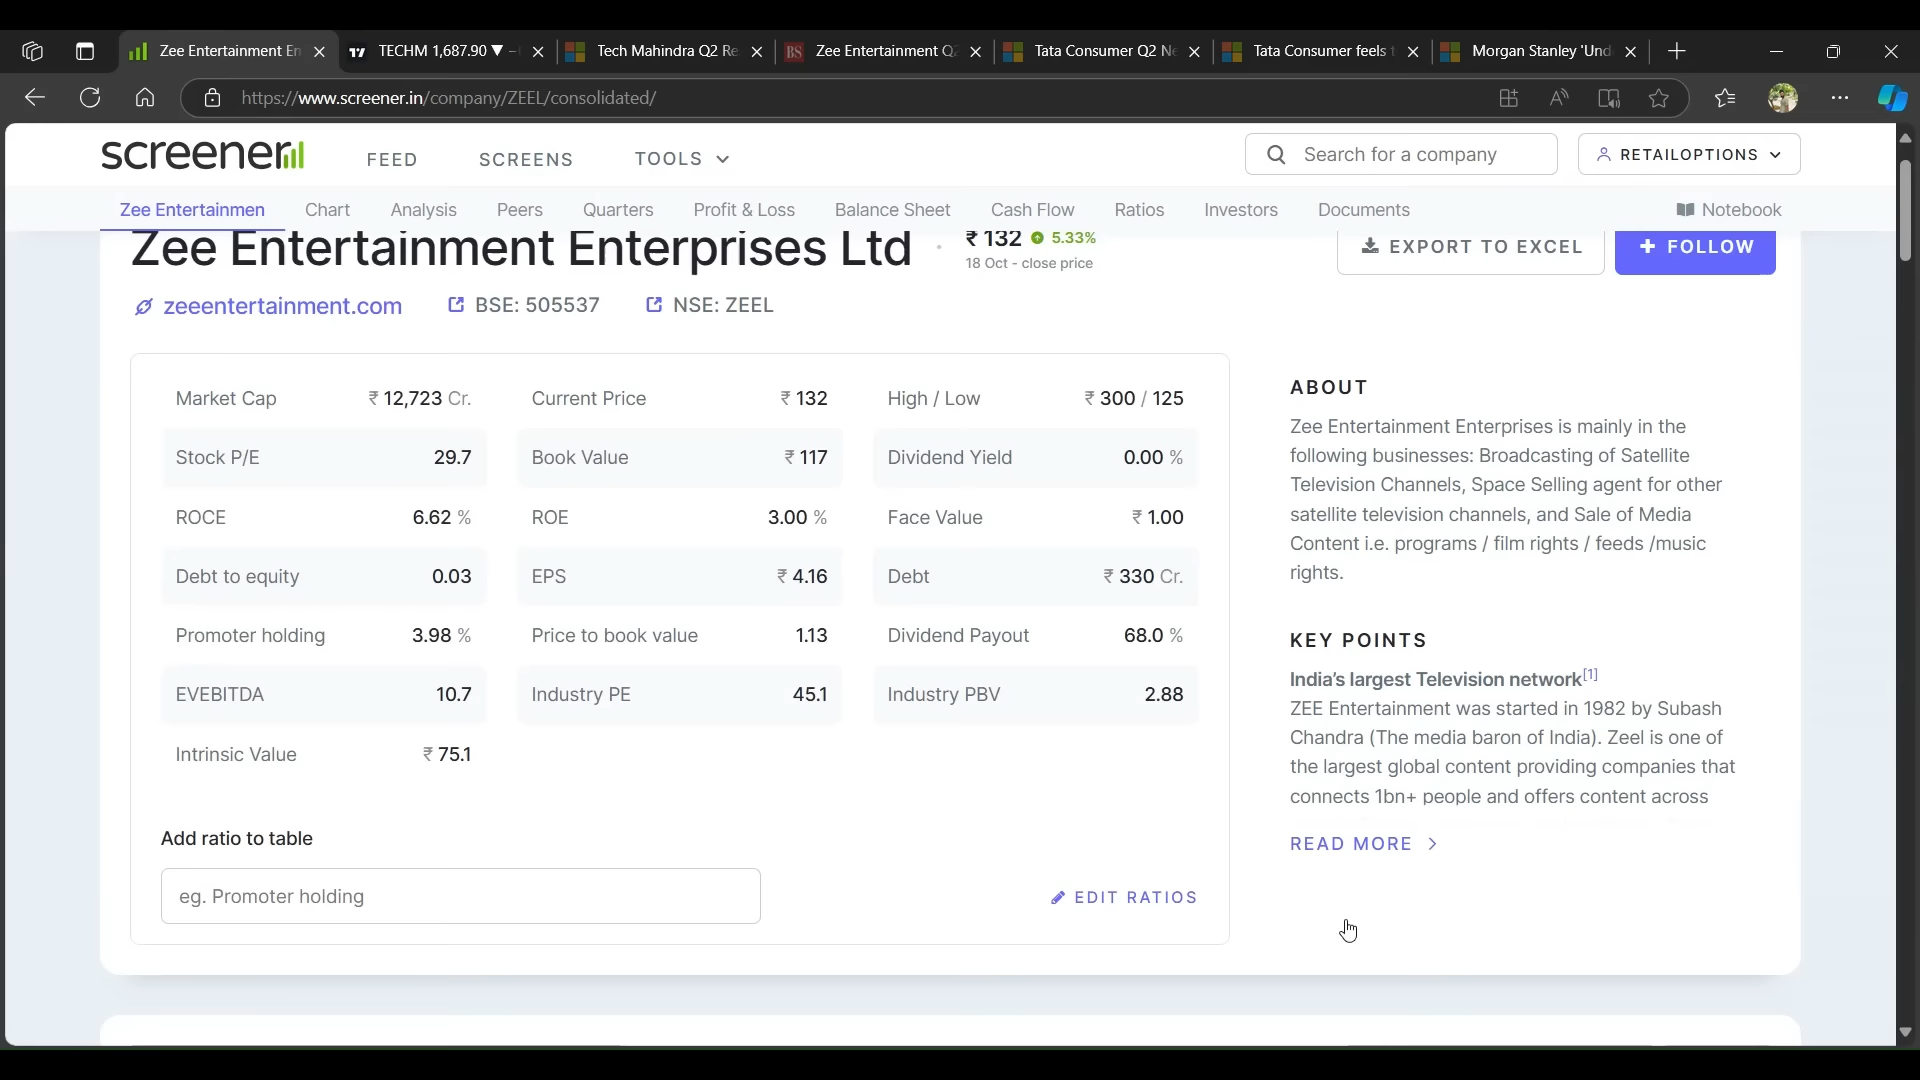 Zee Entertainment En
TECHM 1,687.90 ▼ −
Tech Mahindra Q2 Re
BS
Zee Entertainment Q2
Tata Consumer Q2 Ne
Tata Consumer feels t
Morgan Stanley 'Und
https://www.screener.in/company/ZEEL/consolidated/
screener
FEED
SCREENS
TOOLS
Search for a company
RETAILOPTIONS
Zee Entertainmen
Chart
Analysis
Peers
Quarters
Profit & Loss
Balance Sheet
Cash Flow
Ratios
Investors
Documents
Notebook
Zee Entertainment Enterprises Ltd
₹ 132 5.33%
18 Oct - close price
EXPORT TO EXCEL
+ FOLLOW
zeeentertainment.com
BSE: 505537
NSE: ZEEL
Market Cap ₹ 12,723 Cr.
Current Price ₹ 132
High / Low ₹ 300 / 125
Stock P/E 29.7
Book Value ₹ 117
Dividend Yield 0.00 %
ROCE 6.62 %
ROE 3.00 %
Face Value ₹ 1.00
Debt to equity 0.03
EPS ₹ 4.16
Debt ₹ 330 Cr.
Promoter holding 3.98 %
Price to book value 1.13
Dividend Payout 68.0 %
EVEBITDA 10.7
Industry PE 45.1
Industry PBV 2.88
Intrinsic Value ₹ 75.1
Add ratio to table
eg. Promoter holding
EDIT RATIOS
ABOUT
Zee Entertainment Enterprises is mainly in the
following businesses: Broadcasting of Satellite
Television Channels, Space Selling agent for other
satellite television channels, and Sale of Media
Content i.e. programs / film rights / feeds /music
rights.
KEY POINTS
India's largest Television network[1]
ZEE Entertainment was started in 1982 by Subash
Chandra (The media baron of India). Zeel is one of
the largest global content providing companies that
connects 1bn+ people and offers content across
READ MORE